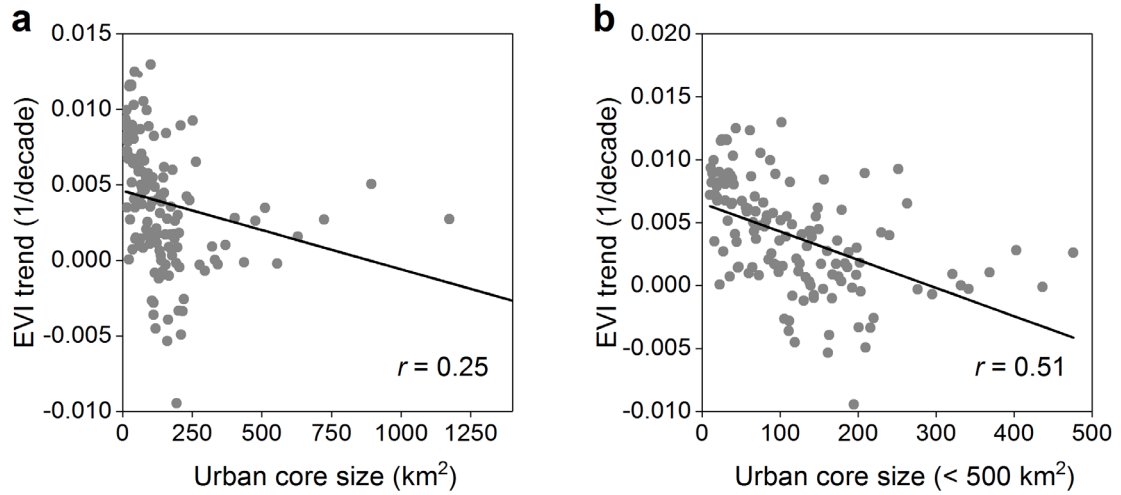 a
0.015
0.010
0.005
0.000
-0.005
-0.010
EVI trend (1/decade)
r = 0.25
0 250 500 750 1000 1250
Urban core size (km²)
b
0.020
0.015
0.010
0.005
0.000
-0.005
-0.010
EVI trend (1/decade)
r = 0.51
0 100 200 300 400 500
Urban core size (< 500 km²)